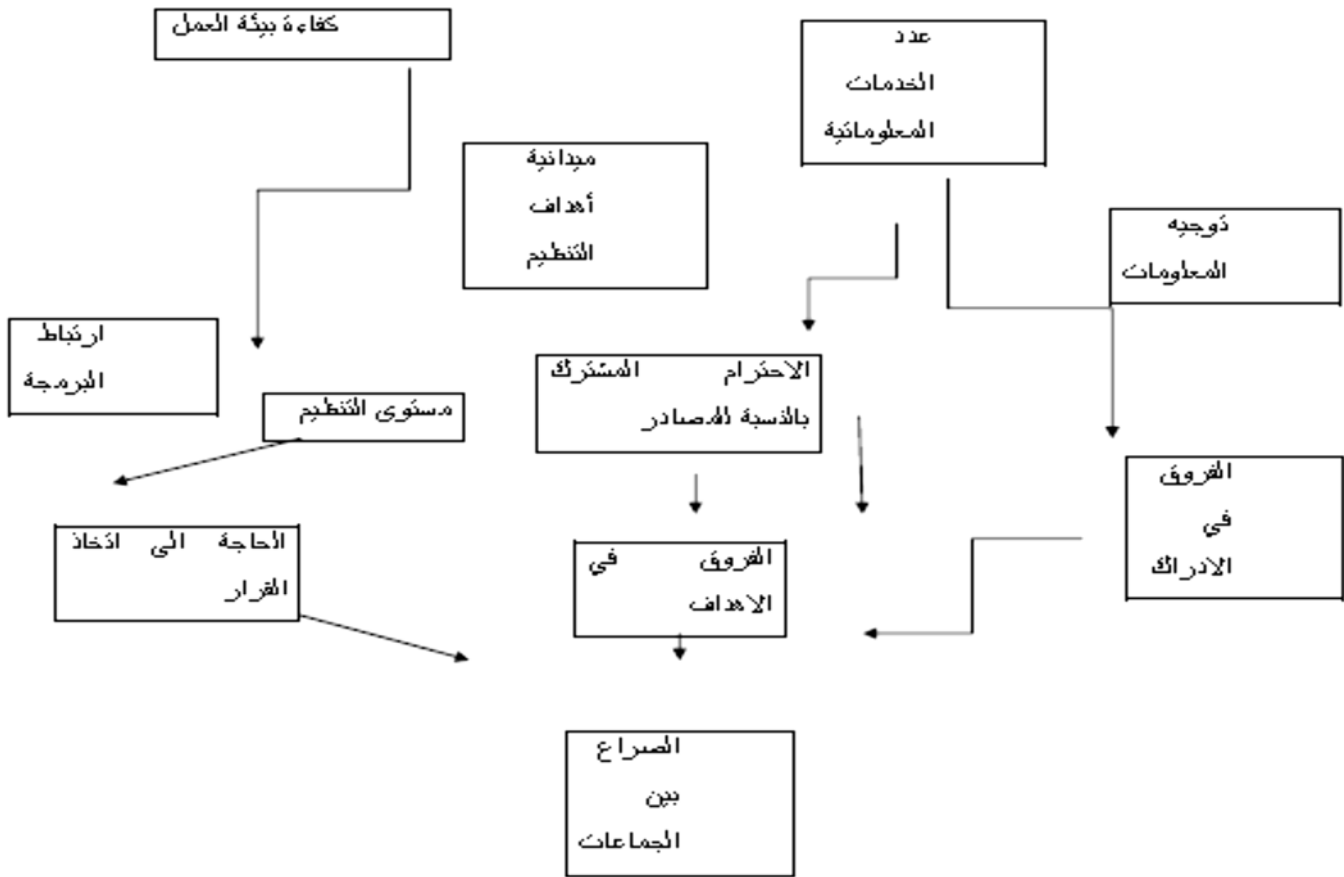 كفاءة بيئة العمل
عدد
الخدمات
المعلوماتية
ميدانية
أهداف
التنظيم
توجيه
المعلومات
ارتباط
البرمجة
مستوى التنظيم
الاحترام المشترك
بالنسبة للمصادر
الفروق
في
الادراك
الحاجة الى اتخاذ
القرار
الفروق في
الاهداف
الصراع
بين
الجماعات